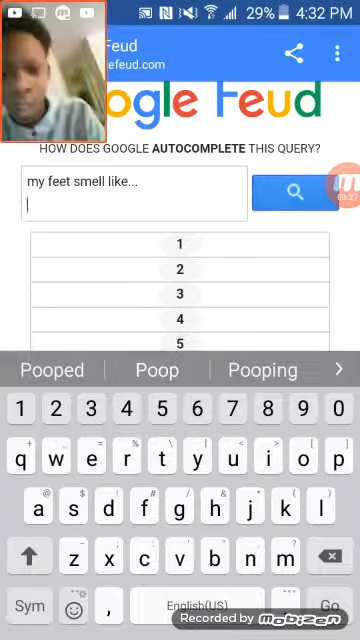 29% 4:32 PM
Feud
efeud.com
ogle Feud
HOW DOES GOOGLE AUTOCOMPLETE THIS QUERY?
my feet smell like...
03:27
1
2
3
4
5
Pooped Poop Pooping
1 2 3 4 5 6 7 8 9 0
q w e r t y u i o p
a s d f g h j k l
z x c v b n m
Sym , English(US) . Go
Recorded by MOBIZEN